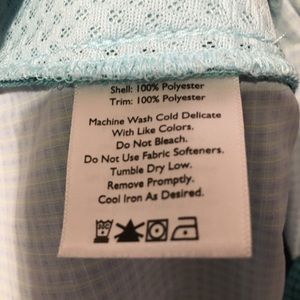 Shell: 100% Polyester
Trim: 100% Polyester
Machine Wash Cold Delicate
With Like Colors.
Do Not Bleach.
Do Not Use Fabric Softeners.
Tumble Dry Low.
Remove Promptly.
Cool Iron As Desired.